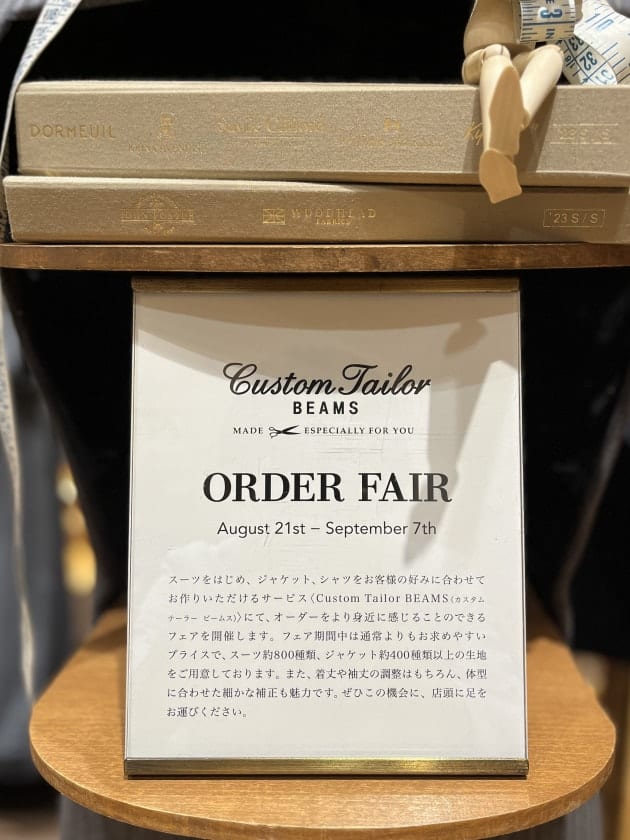 3
DORMEUIL
WOODHEAD
FABRICS
'23 S/S
Custom Tailor
BEAMS
MADE ESPECIALLY FOR YOU
ORDER FAIR
August 21st – September 7th
スーツをはじめ、ジャケット、シャツをお客様の好みに合わせて
お作りいただけるサービス〈Custom Tailor BEAMS（カスタム
テーラー ビームス）〉にて、オーダーをより身近に感じることのできる
フェアを開催します。フェア期間中は通常よりもお求めやすい
プライスで、スーツ約800種類、ジャケット約400種類以上の生地
をご用意しております。また、着丈や袖丈の調整はもちろん、体型
に合わせた細かな補正も魅力です。ぜひこの機会に、店頭に足を
お運びください。